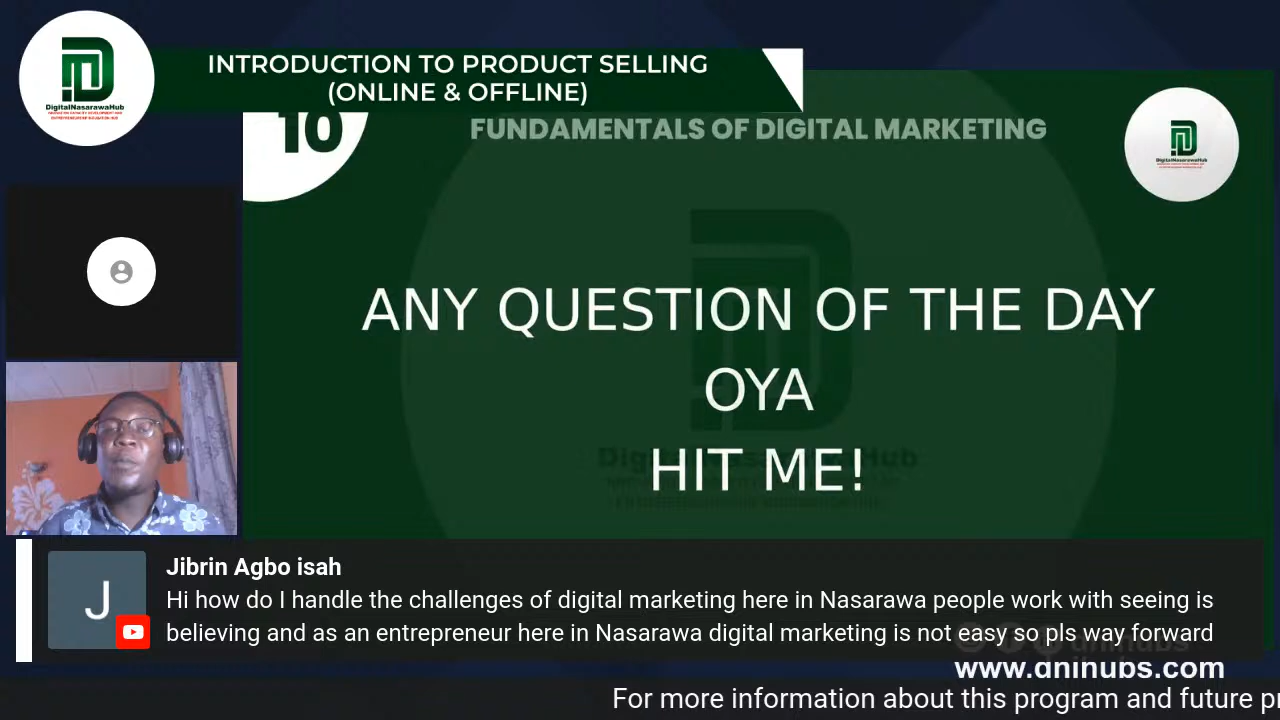 DigitalNasarawaHub
INTRODUCTION TO PRODUCT SELLING
(ONLINE & OFFLINE)
10
FUNDAMENTALS OF DIGITAL MARKETING
DigitalNasarawaHub
ANY QUESTION OF THE DAY
OYA
HIT ME!
DigitalNasarawaHub
J
Jibrin Agbo isah
Hi how do I handle the challenges of digital marketing here in Nasarawa people work with seeing is
believing and as an entrepreneur here in Nasarawa digital marketing is not easy so pls way forward
dnihubs
www.dnihubs.com
For more information about this program and future pr